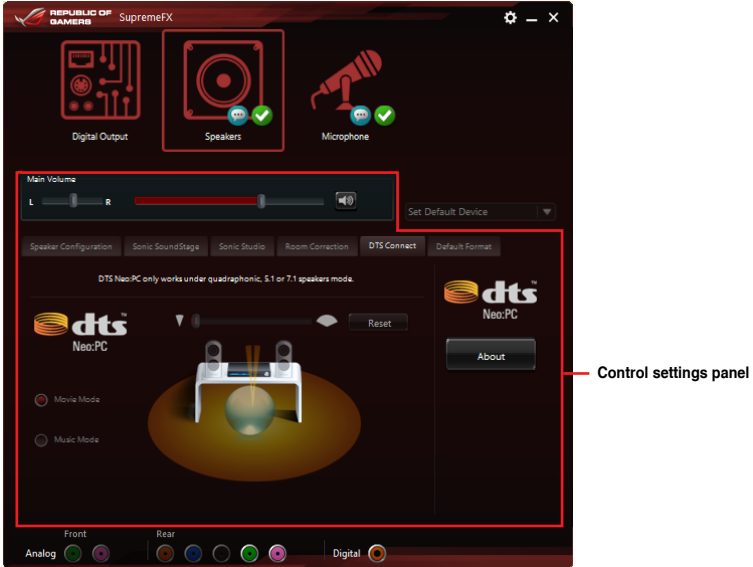 REPUBLIC OF
GAMERS
SupremeFX
Digital Output
Speakers
Microphone
Main Volume
L R
Set Default Device
Speaker Configuration Sonic SoundStage Sonic Studio Room Correction DTS Connect Default Format
DTS Neo:PC only works under quadraphonic, 5.1 or 7.1 speakers mode.
dts
Neo:PC
Reset
Movie Mode
Music Mode
dts
Neo:PC
About
Control settings panel
Front Rear
Analog Digital